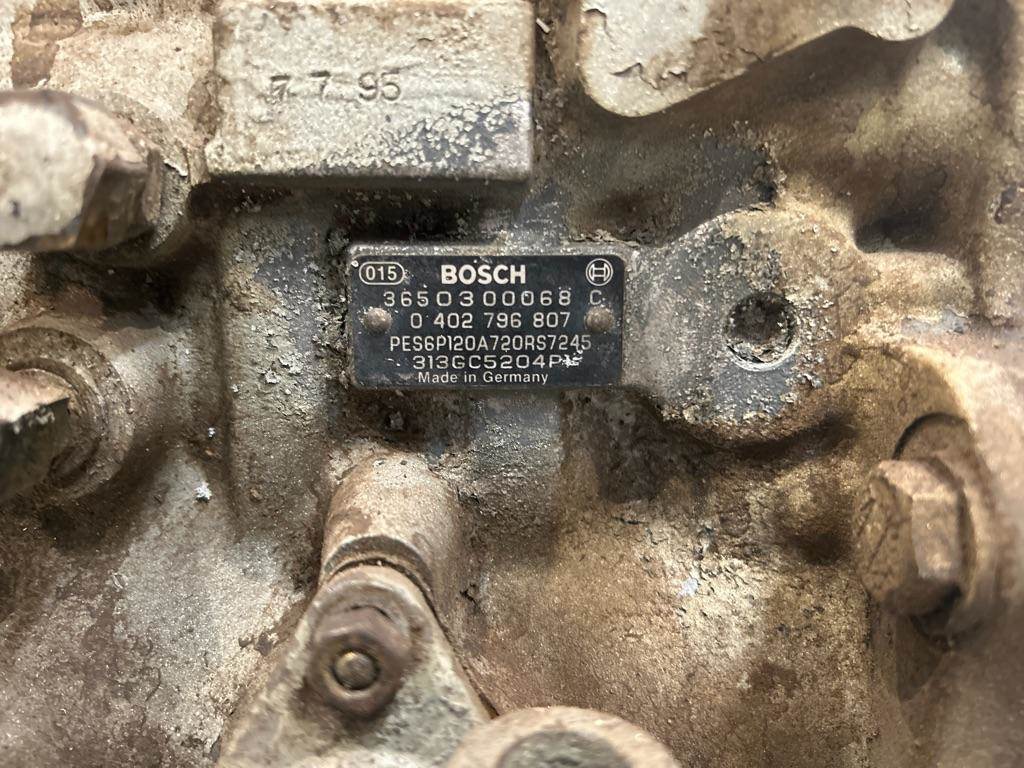 7 7 95
015 BOSCH
3650300068 C
0 402 796 807
PES6P120A720RS7245
313GC5204P
Made in Germany